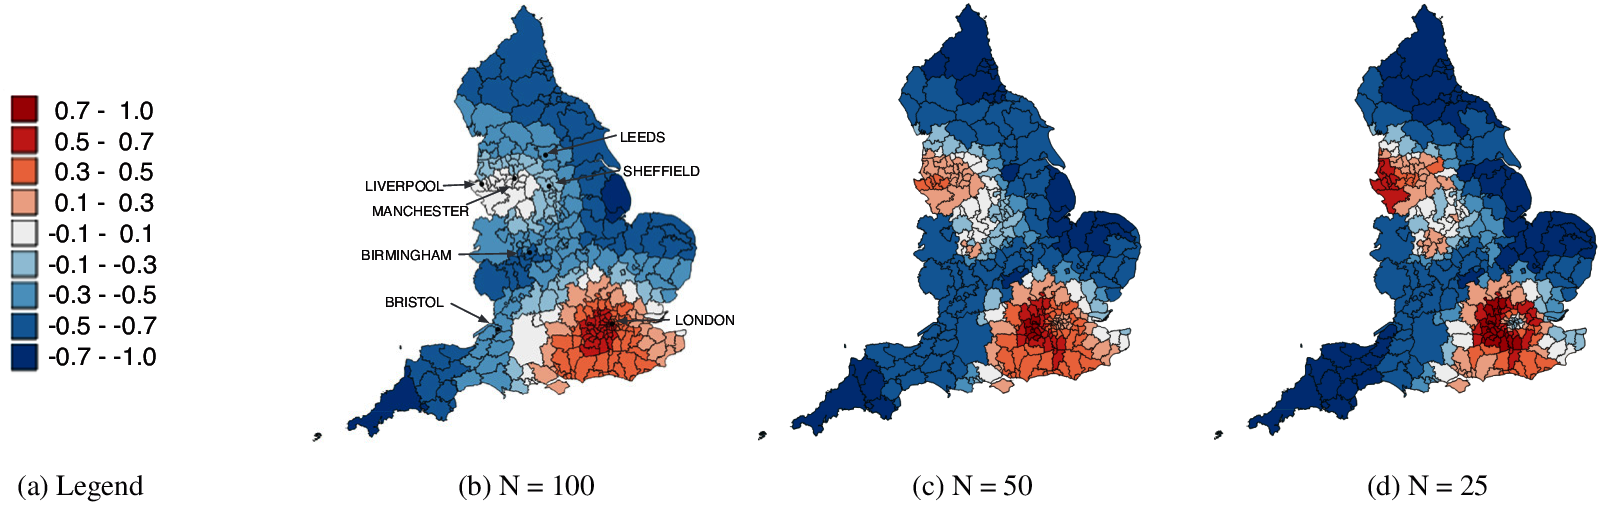 0.7 - 1.0
0.5 - 0.7
0.3 - 0.5
0.1 - 0.3
-0.1 - 0.1
-0.1 - -0.3
-0.3 - -0.5
-0.5 - -0.7
-0.7 - -1.0
LEEDS
SHEFFIELD
LIVERPOOL
MANCHESTER
BIRMINGHAM
BRISTOL
LONDON
(a) Legend
(b) N = 100
(c) N = 50
(d) N = 25